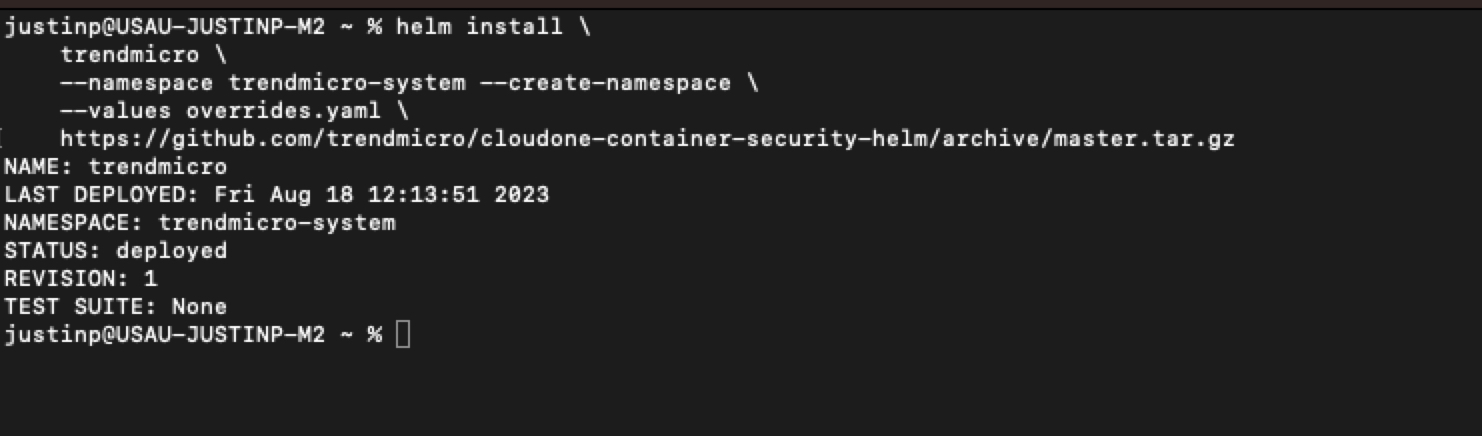 justinp@USAU-JUSTINP-M2 ~ % helm install \
trendmicro \
--namespace trendmicro-system --create-namespace \
--values overrides.yaml \
https://github.com/trendmicro/cloudone-container-security-helm/archive/master.tar.gz
NAME: trendmicro
LAST DEPLOYED: Fri Aug 18 12:13:51 2023
NAMESPACE: trendmicro-system
STATUS: deployed
REVISION: 1
TEST SUITE: None
justinp@USAU-JUSTINP-M2 ~ %